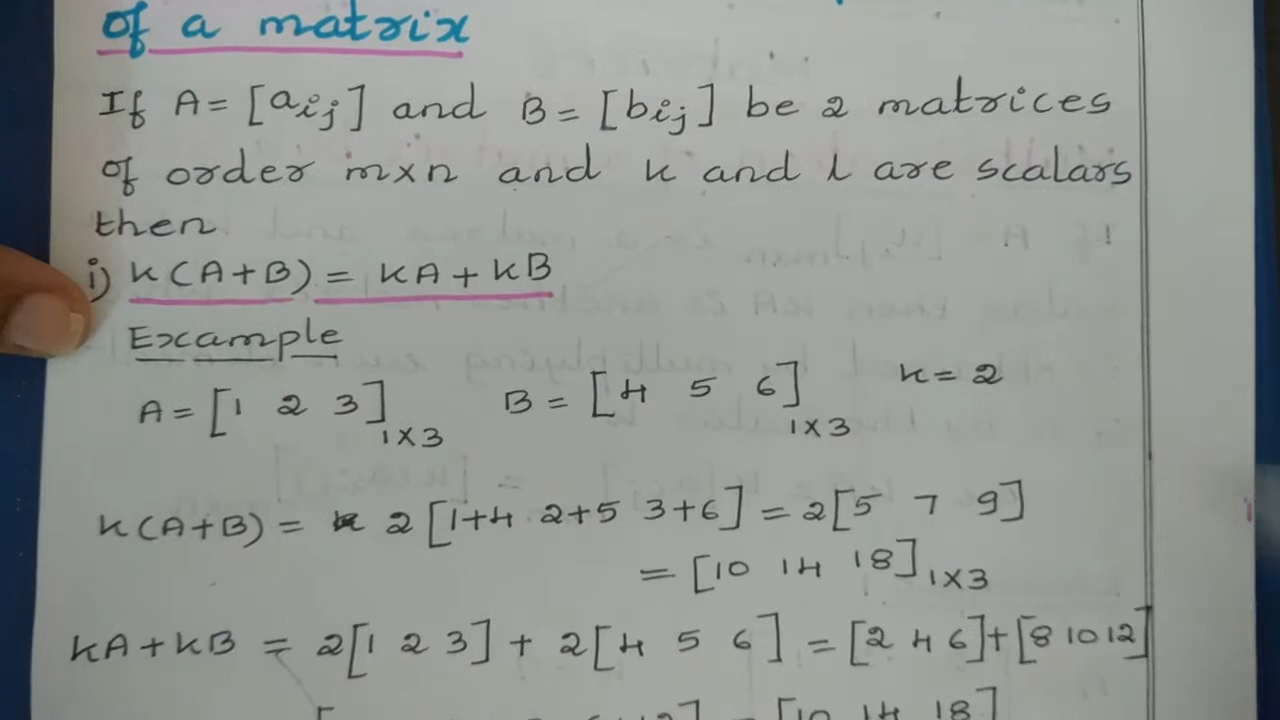 of a matrix
If A = [aij] and B = [bij] be 2 matrices
of order m×n and k and l are scalars
then
i) k(A+B) = kA + kB
Example
A = [1 2 3]1×3 B = [4 5 6]1×3 k = 2
k(A+B) = 2[1+4 2+5 3+6] = 2[5 7 9]
= [10 14 18]1×3
kA + kB = 2[1 2 3] + 2[4 5 6] = [2 4 6] + [8 10 12]
[10 14 18]